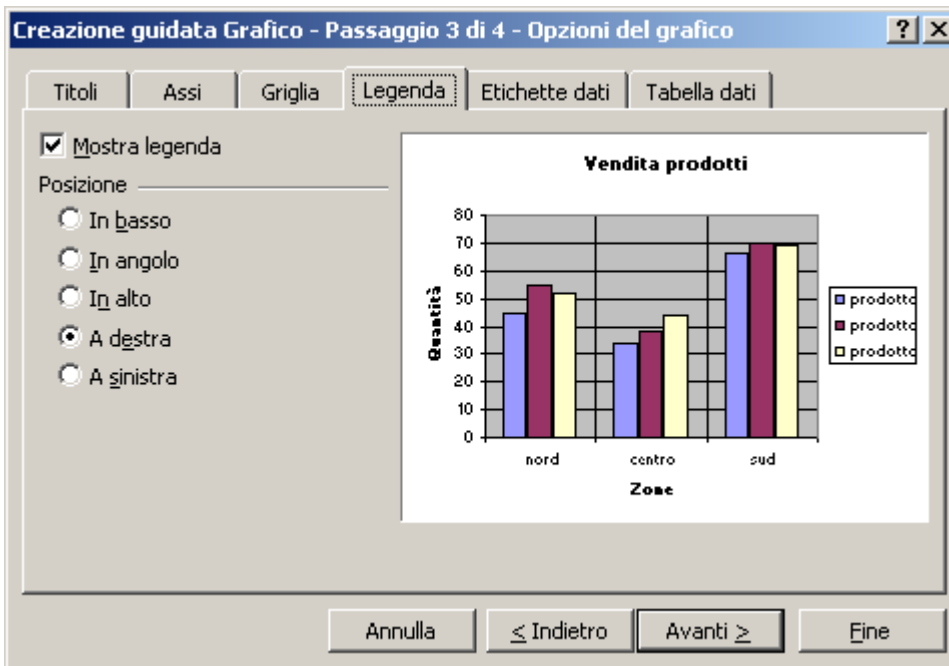 Creazione guidata Grafico - Passaggio 3 di 4 - Opzioni del grafico
Titoli
Assi
Griglia
Legenda
Etichette dati
Tabella dati
Mostra legenda
Posizione
In basso
In angolo
In alto
A destra
A sinistra
Vendita prodotti
Quantità
80
70
60
50
40
30
20
10
0
nord
centro
sud
Zone
prodotto
prodotto
prodotto
Annulla
< Indietro
Avanti >
Fine